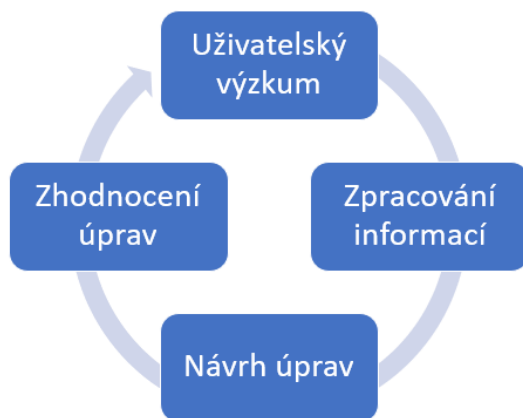 Uživatelský
výzkum
Zpracování
informací
Návrh úprav
Zhodnocení
úprav